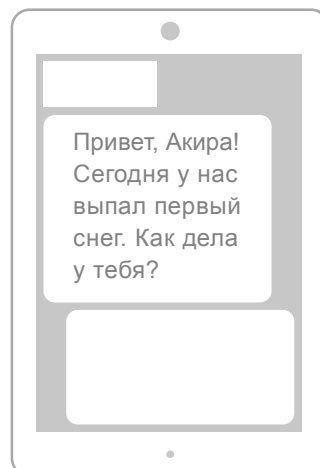 Привет, Акира!
Сегодня у нас
выпал первый
снег. Как дела
у тебя?